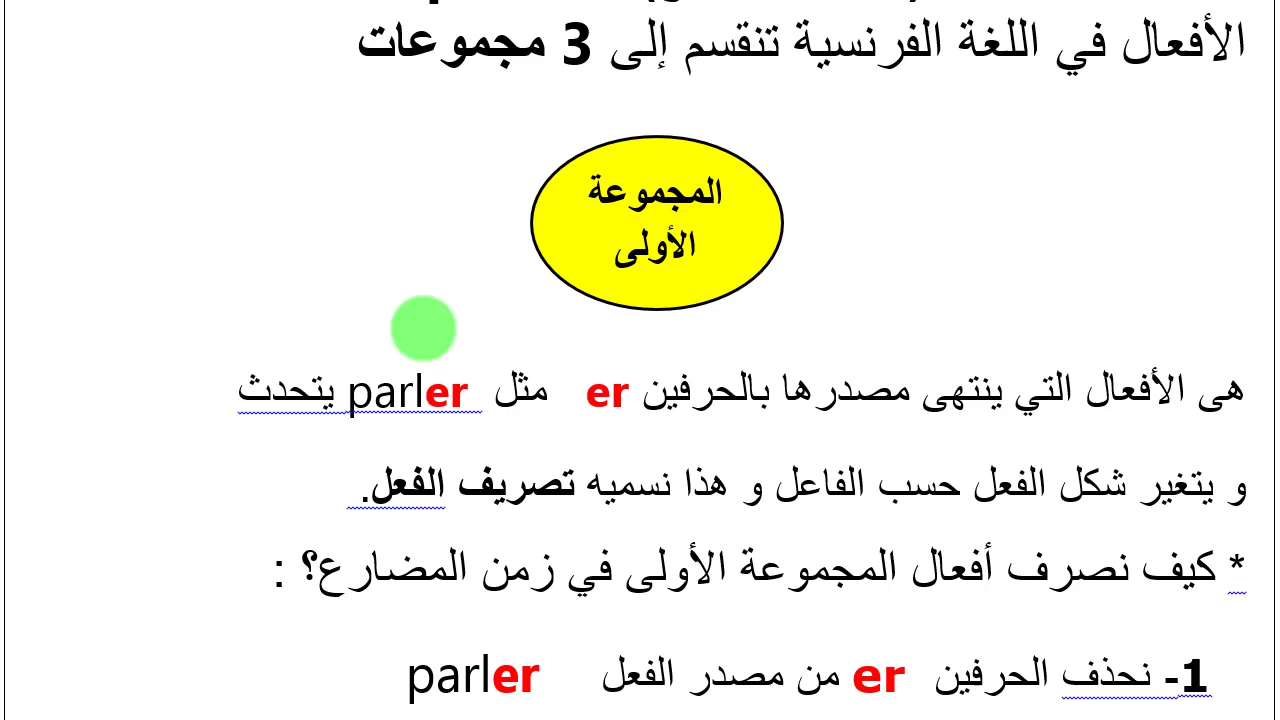 الأفعال في اللغة الفرنسية تنقسم إلى 3 مجموعات
المجموعة
الأولى
هى الأفعال التي ينتهى مصدرها بالحرفين er مثل parler يتحدث
و يتغير شكل الفعل حسب الفاعل و هذا نسميه تصريف الفعل.
* كيف نصرف أفعال المجموعة الأولى في زمن المضارع؟ :
1- نحذف الحرفين er من مصدر الفعل parler